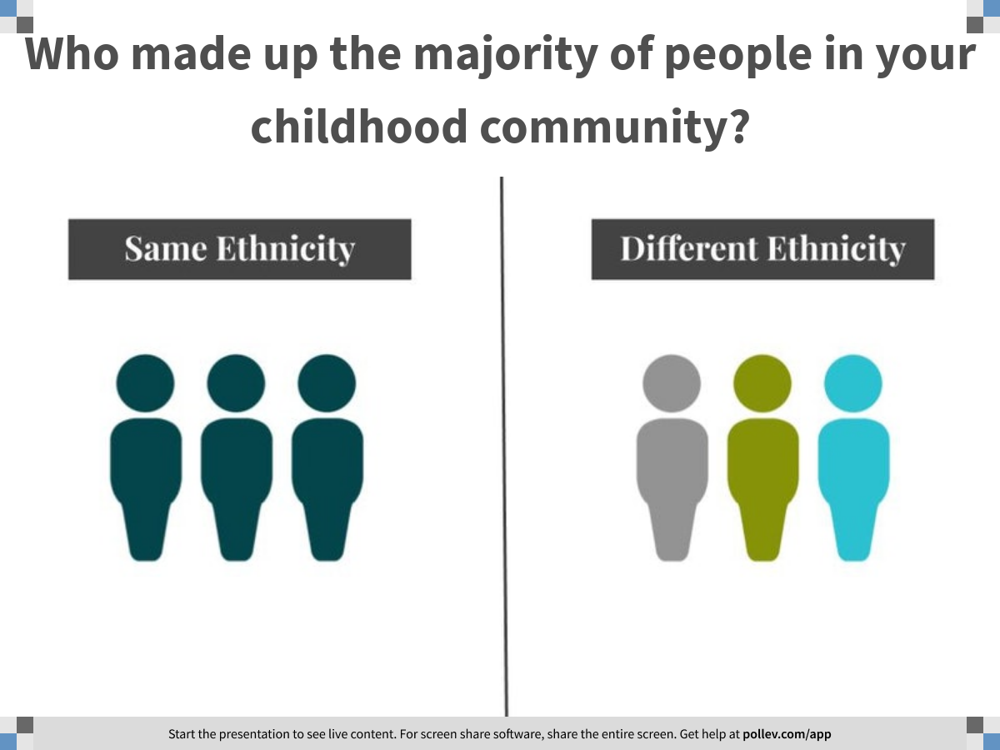 Who made up the majority of people in your
childhood community?
Same Ethnicity
Different Ethnicity
Start the presentation to see live content. For screen share software, share the entire screen. Get help at pollev.com/app